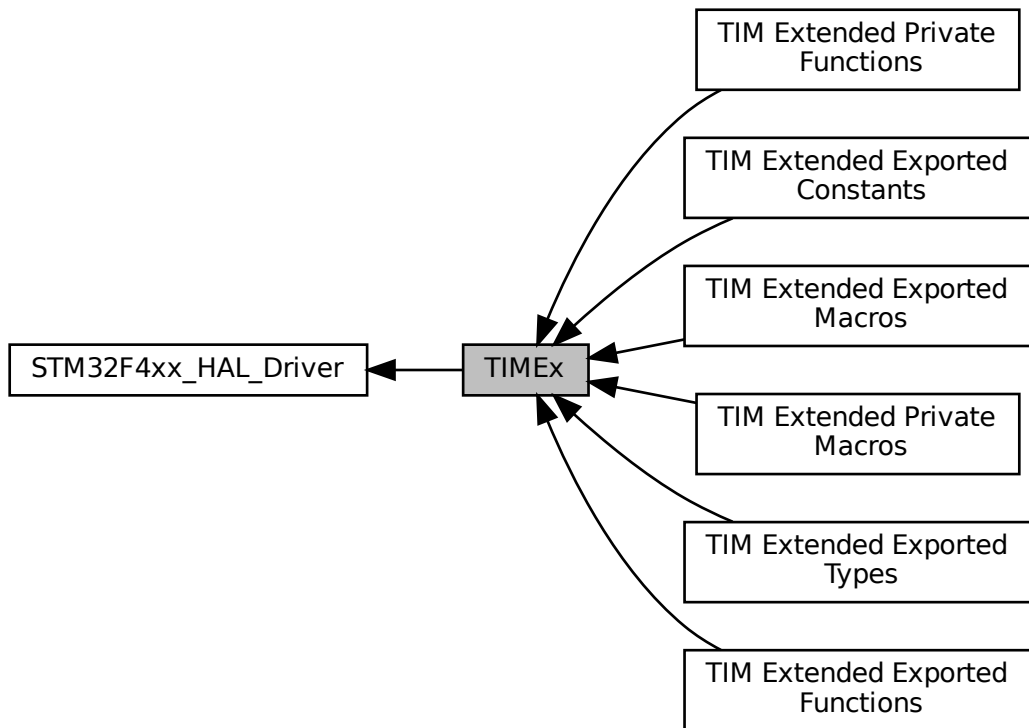 TIM Extended Private
Functions
TIM Extended Exported
Constants
TIM Extended Exported
Macros
STM32F4xx_HAL_Driver
TIMEx
TIM Extended Private
Macros
TIM Extended Exported
Types
TIM Extended Exported
Functions